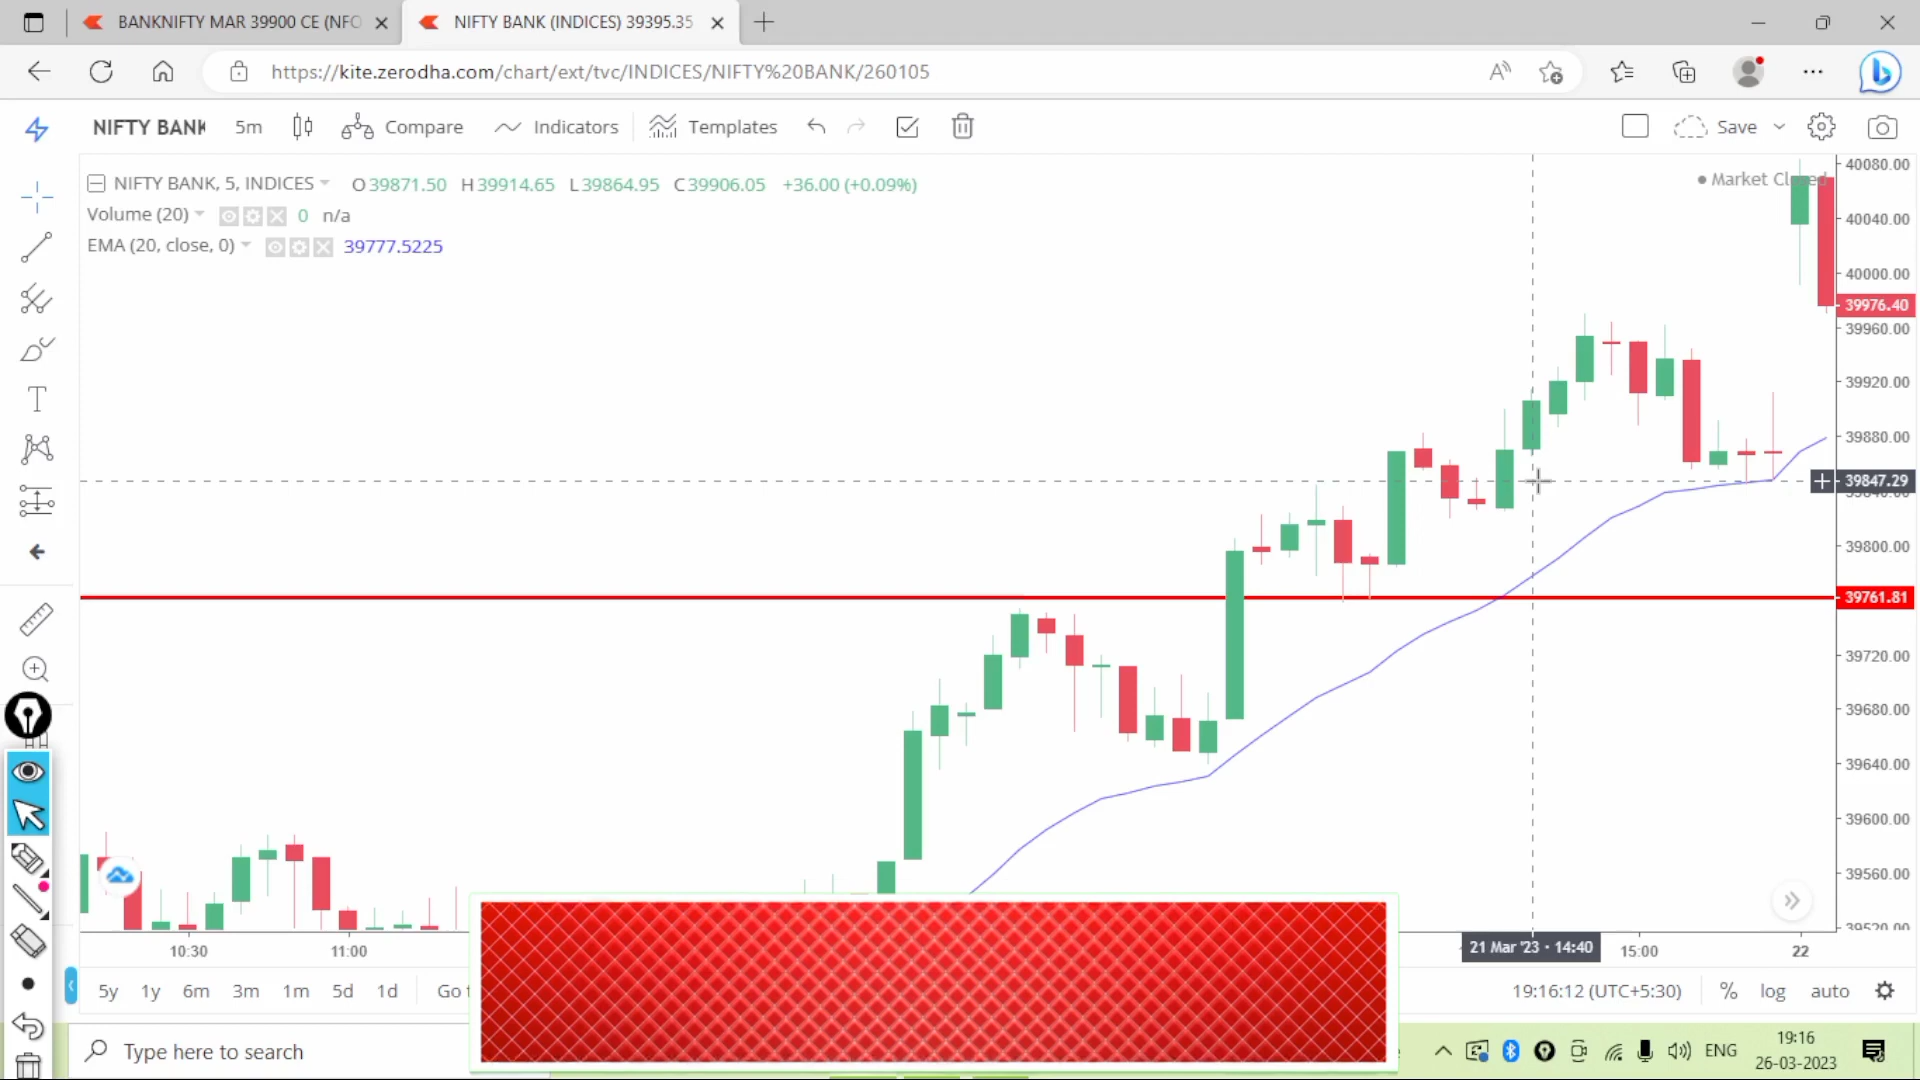 BANKNIFTY MAR 39900 CE (NFO
NIFTY BANK (INDICES) 39395.35
https://kite.zerodha.com/chart/ext/tvc/INDICES/NIFTY%20BANK/260105
NIFTY BANK 5m Compare Indicators Templates Save
NIFTY BANK, 5, INDICES O39871.50 H39914.65 L39864.95 C39906.05 +36.00 (+0.09%)
Volume (20) 0 n/a
EMA (20, close, 0) 39777.5225
40080.00
40040.00
40000.00
39976.40
39960.00
39920.00
39880.00
39847.29
39800.00
39761.81
39720.00
39680.00
39640.00
39600.00
39560.00
39520.00
10:30 11:00 21 Mar '23 · 14:40 15:00 22
5y 1y 6m 3m 1m 5d 1d Go t 19:16:12 (UTC+5:30) % log auto
Type here to search
ENG
19:16
26-03-2023